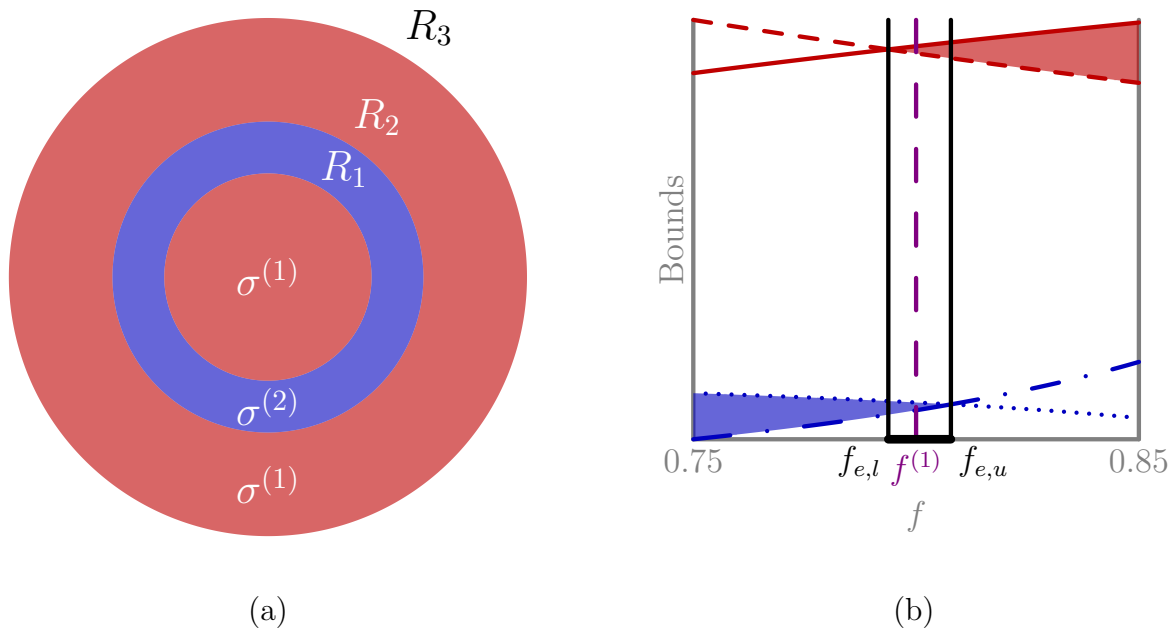 R_3
R_2
R_1
σ^(1)
σ^(2)
σ^(1)
(a)
Bounds
0.75
f_{e,l}
f^(1)
f_{e,u}
0.85
f
(b)